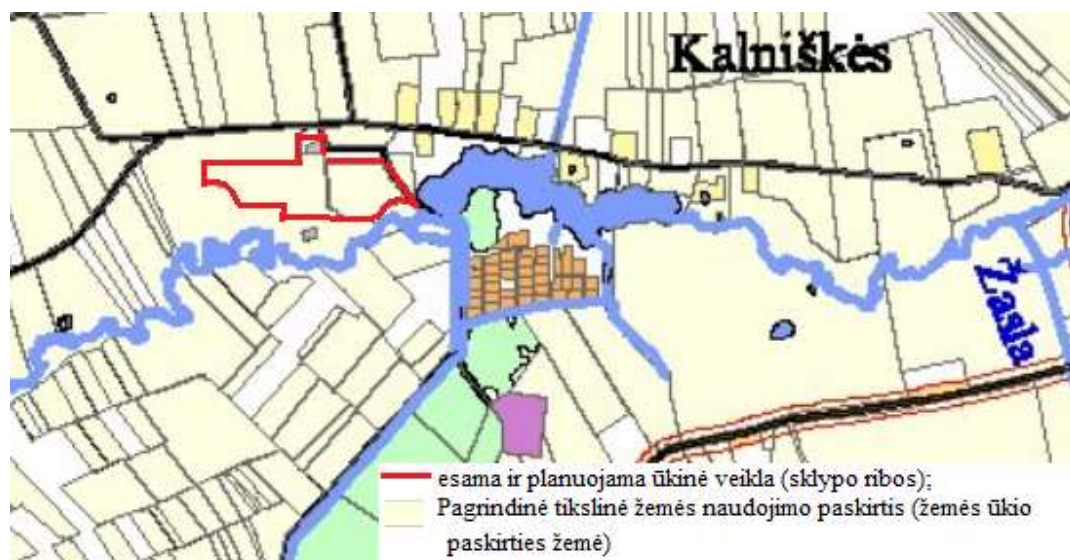 Kalniškės
Žasla
esama ir planuojama ūkinė veikla (sklypo ribos);
Pagrindinė tikslinė žemės naudojimo paskirtis (žemės ūkio
paskirties žemė)